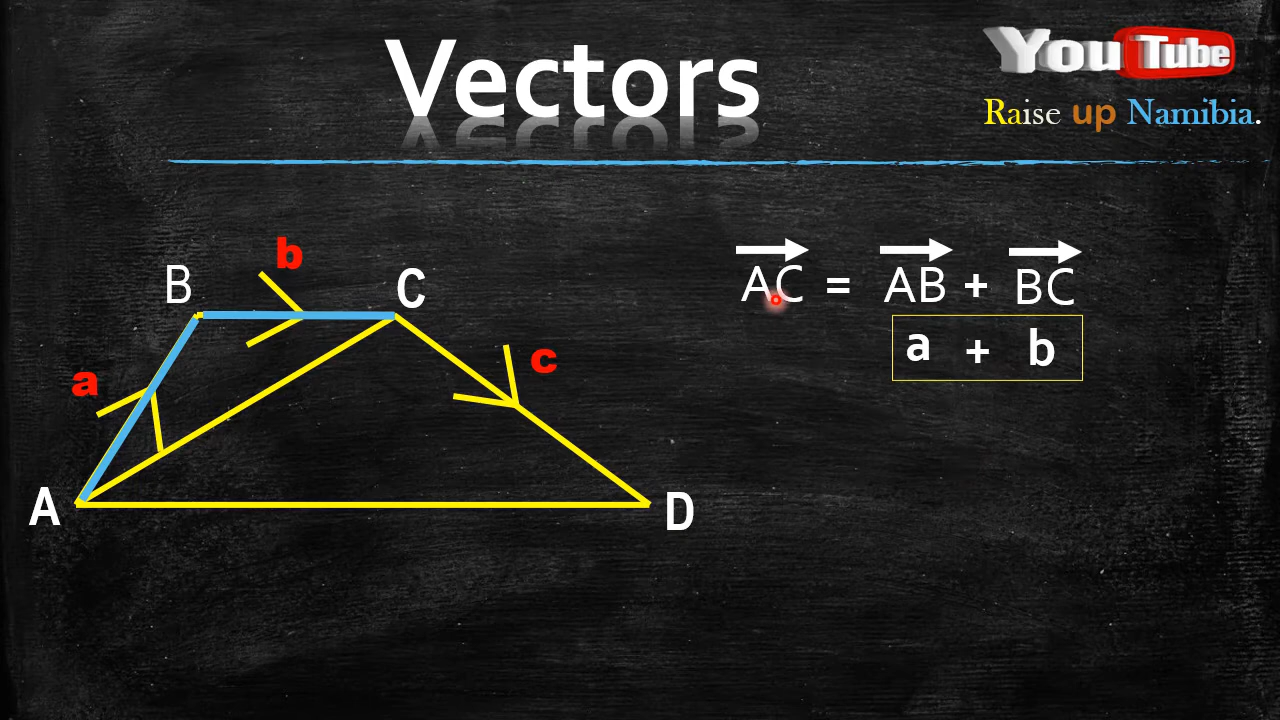 Vectors
YouTube
Raise up Namibia.
b
B
C
a
c
A
D
AC = AB + BC
a + b